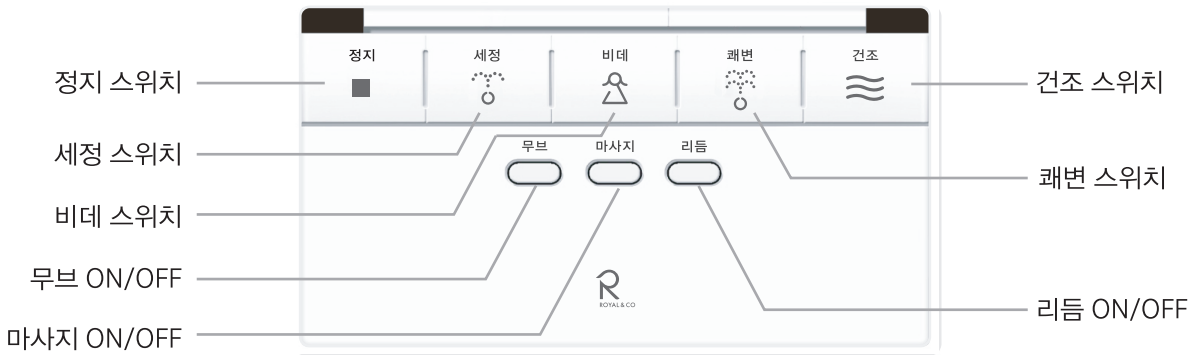 정지 세정 비데 쾌변 건조
정지 스위치
건조 스위치
세정 스위치
무브 마사지 리듬
쾌변 스위치
비데 스위치
무브 ON/OFF
R
ROYAL & CO
리듬 ON/OFF
마사지 ON/OFF